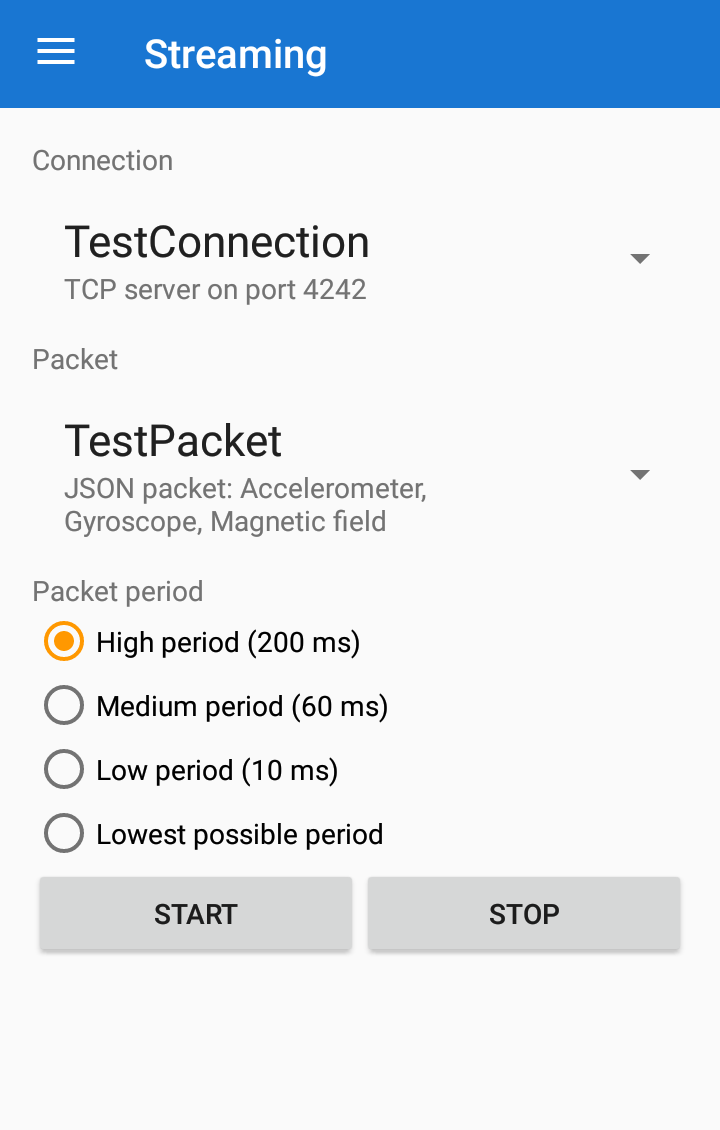 Streaming
Connection
TestConnection
TCP server on port 4242
Packet
TestPacket
JSON packet: Accelerometer,
Gyroscope, Magnetic field
Packet period
High period (200 ms)
Medium period (60 ms)
Low period (10 ms)
Lowest possible period
START STOP